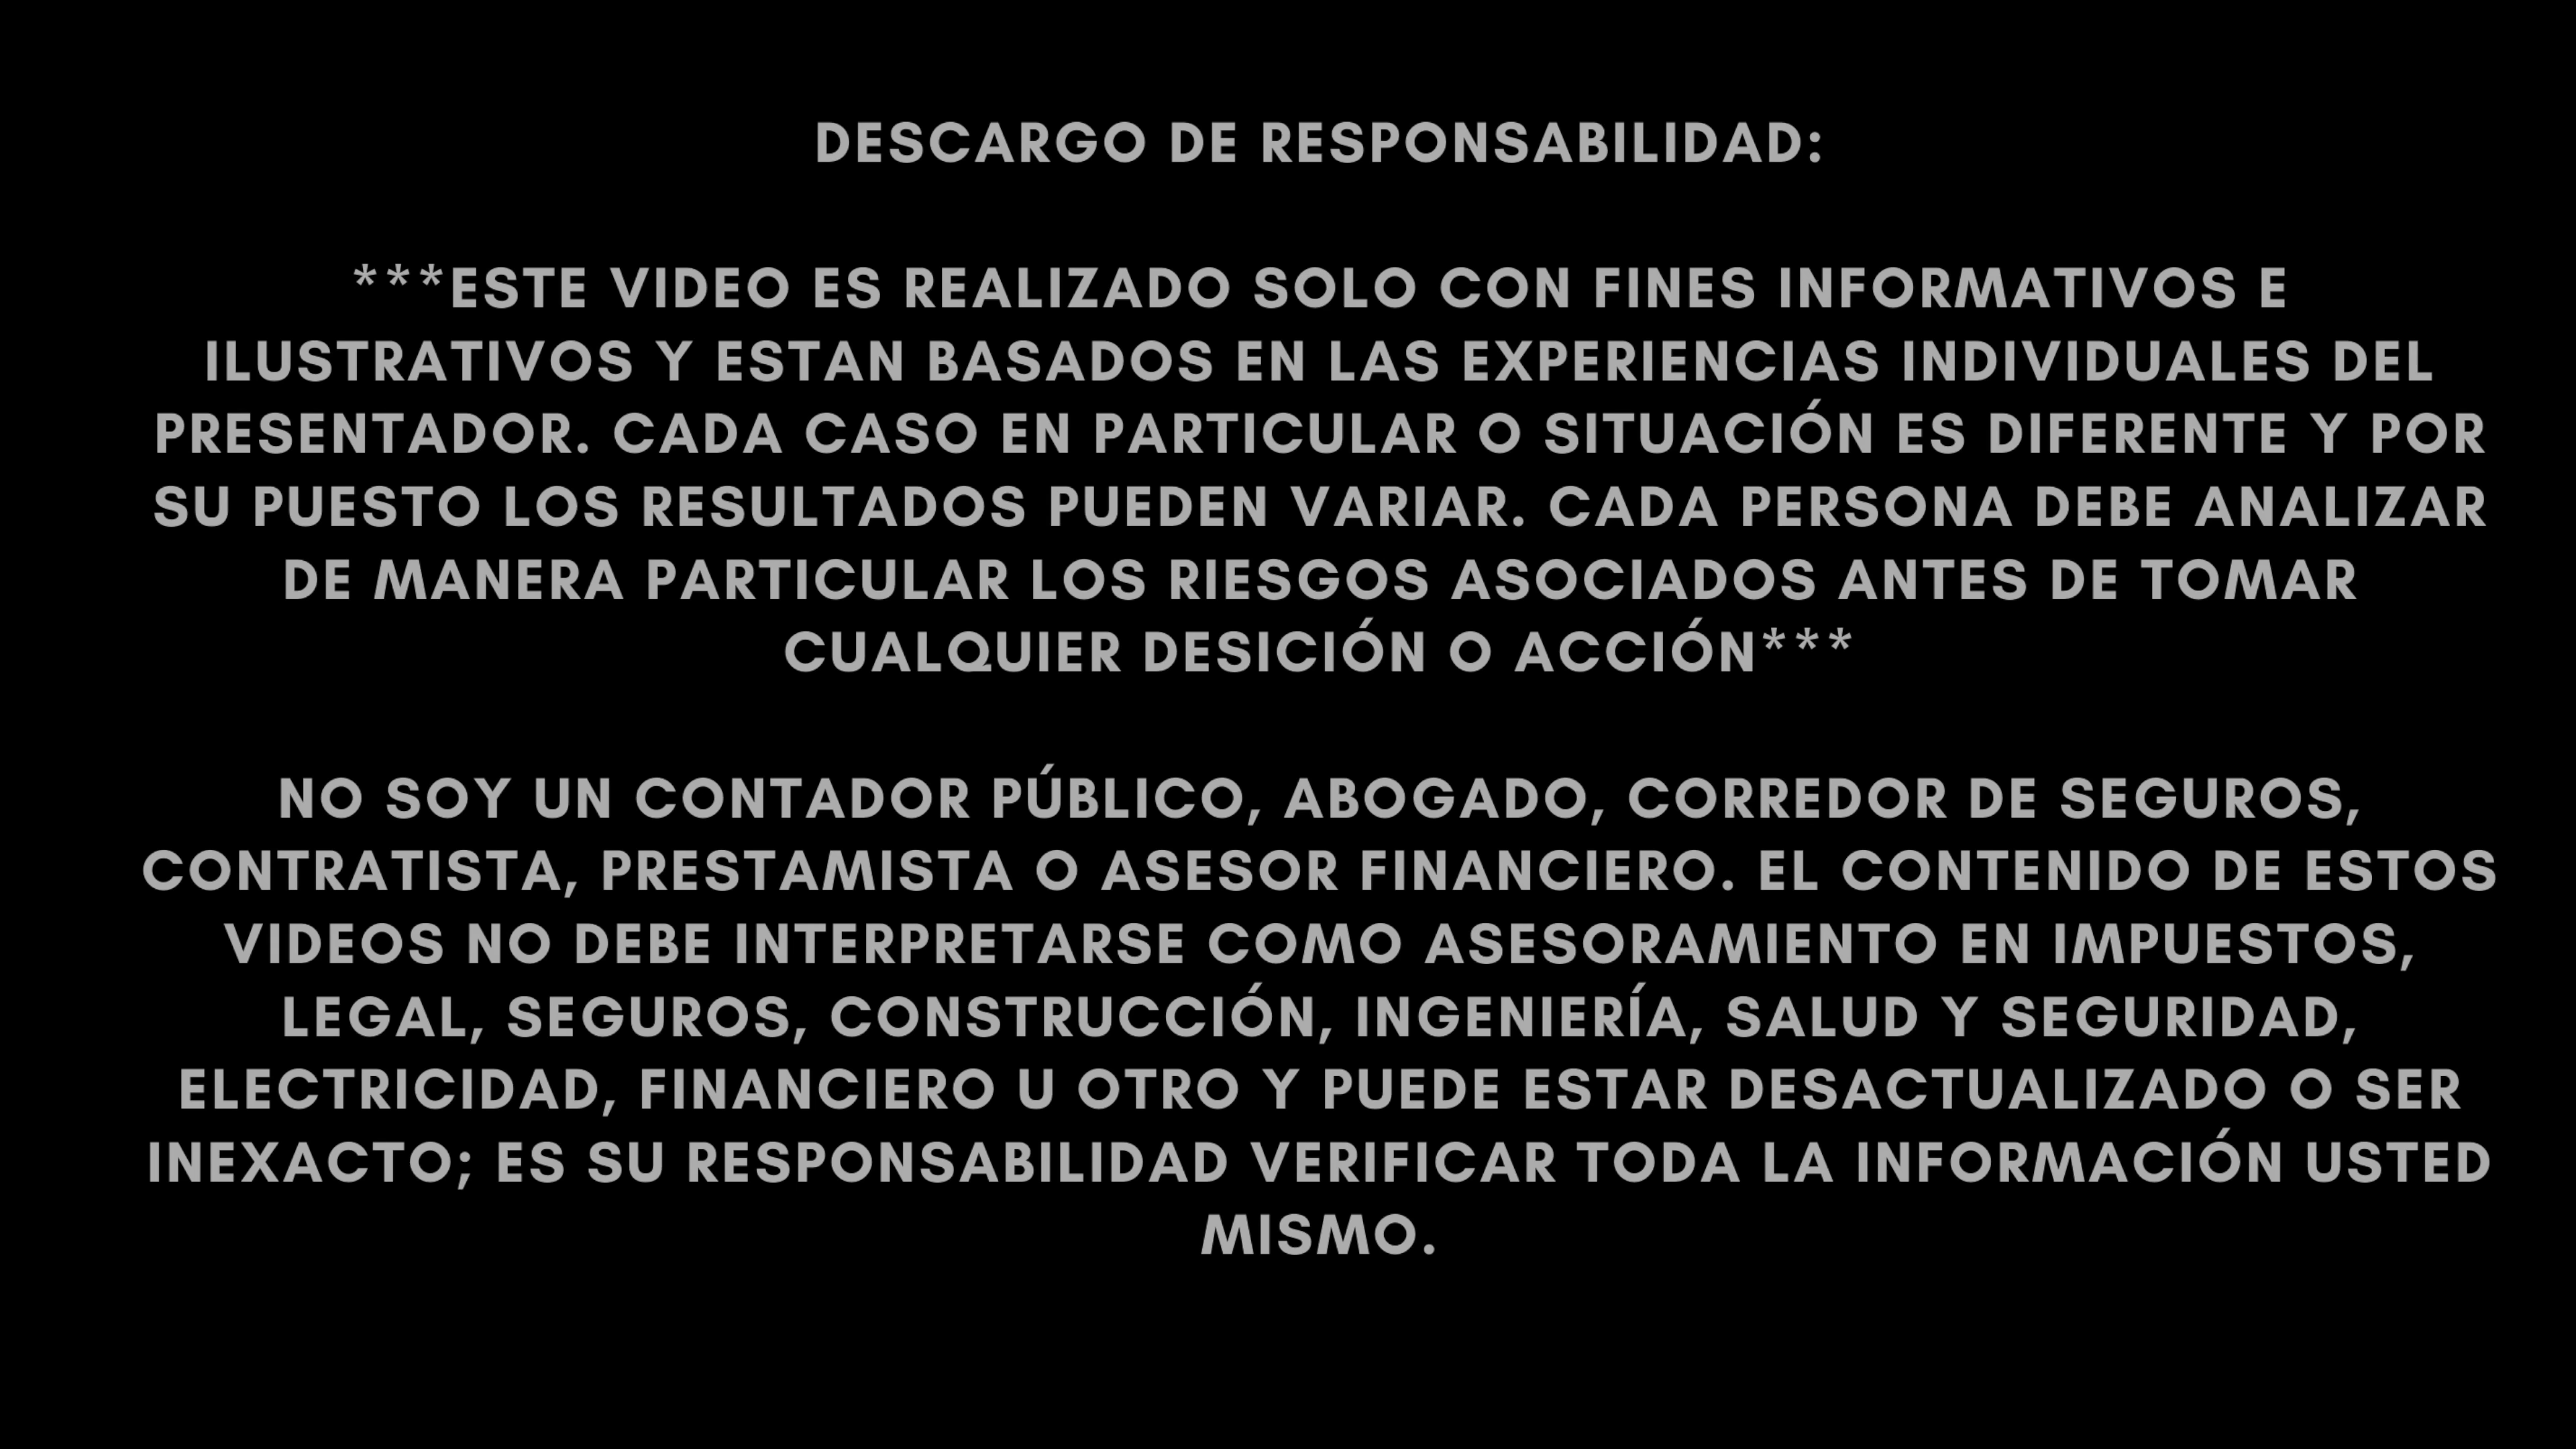 DESCARGO DE RESPONSABILIDAD:
***ESTE VIDEO ES REALIZADO SOLO CON FINES INFORMATIVOS E
ILUSTRATIVOS Y ESTAN BASADOS EN LAS EXPERIENCIAS INDIVIDUALES DEL
PRESENTADOR. CADA CASO EN PARTICULAR O SITUACIÓN ES DIFERENTE Y POR
SU PUESTO LOS RESULTADOS PUEDEN VARIAR. CADA PERSONA DEBE ANALIZAR
DE MANERA PARTICULAR LOS RIESGOS ASOCIADOS ANTES DE TOMAR
CUALQUIER DESICIÓN O ACCIÓN***
NO SOY UN CONTADOR PÚBLICO, ABOGADO, CORREDOR DE SEGUROS,
CONTRATISTA, PRESTAMISTA O ASESOR FINANCIERO. EL CONTENIDO DE ESTOS
VIDEOS NO DEBE INTERPRETARSE COMO ASESORAMIENTO EN IMPUESTOS,
LEGAL, SEGUROS, CONSTRUCCIÓN, INGENIERÍA, SALUD Y SEGURIDAD,
ELECTRICIDAD, FINANCIERO U OTRO Y PUEDE ESTAR DESACTUALIZADO O SER
INEXACTO; ES SU RESPONSABILIDAD VERIFICAR TODA LA INFORMACIÓN USTED
MISMO.